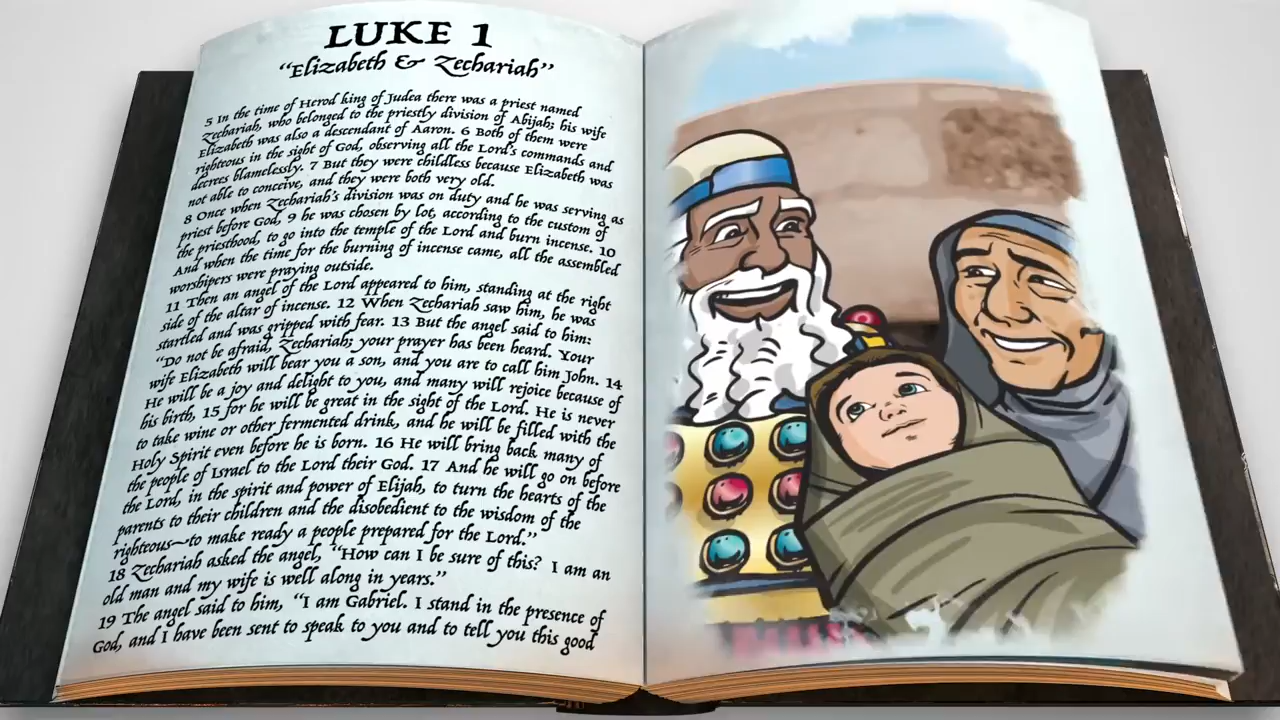 LUKE 1
“Elizabeth & Zechariah”
5 In the time of Herod king of Judea there was a priest named
Zechariah, who belonged to the priestly division of Abijah; his wife
Elizabeth was also a descendant of Aaron. 6 Both of them were
righteous in the sight of God, observing all the Lord's commands and
decrees blamelessly. 7 But they were childless because Elizabeth was
not able to conceive, and they were both very old.
8 Once when Zechariah's division was on duty and he was serving as
priest before God, 9 he was chosen by lot, according to the custom of
the priesthood, to go into the temple of the Lord and burn incense. 10
And when the time for the burning of incense came, all the assembled
worshipers were praying outside.
11 Then an angel of the Lord appeared to him, standing at the right
side of the altar of incense. 12 When Zechariah saw him, he was
startled and was gripped with fear. 13 But the angel said to him:
“Do not be afraid, Zechariah; your prayer has been heard. Your
wife Elizabeth will bear you a son, and you are to call him John. 14
He will be a joy and delight to you, and many will rejoice because of
his birth, 15 for he will be great in the sight of the Lord. He is never
to take wine or other fermented drink, and he will be filled with the
Holy Spirit even before he is born. 16 He will bring back many of
the people of Israel to the Lord their God. 17 And he will go on before
the Lord, in the spirit and power of Elijah, to turn the hearts of the
parents to their children and the disobedient to the wisdom of the
righteous—to make ready a people prepared for the Lord.”
18 Zechariah asked the angel, “How can I be sure of this? I am an
old man and my wife is well along in years.”
19 The angel said to him, “I am Gabriel. I stand in the presence of
God, and I have been sent to speak to you and to tell you this good